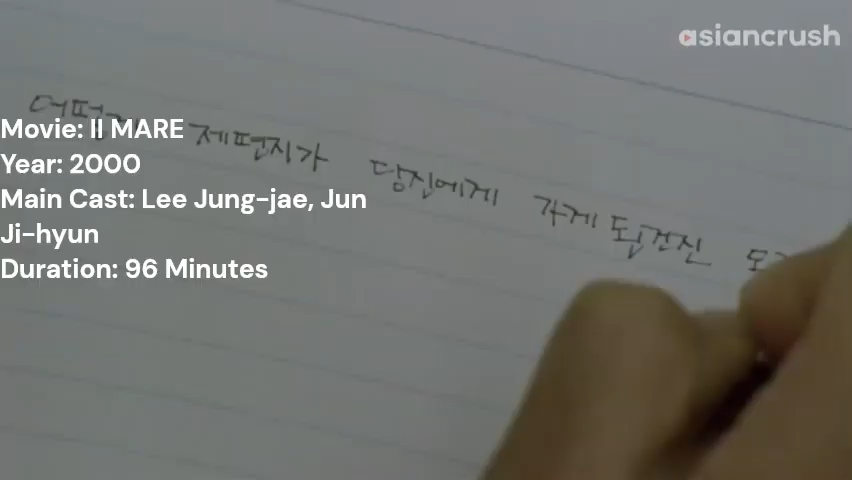 asiancrush
제편지가 당신에게 가게 된건진
Movie: Il MARE
Year: 2000
Main Cast: Lee Jung-jae, Jun
Ji-hyun
Duration: 96 Minutes